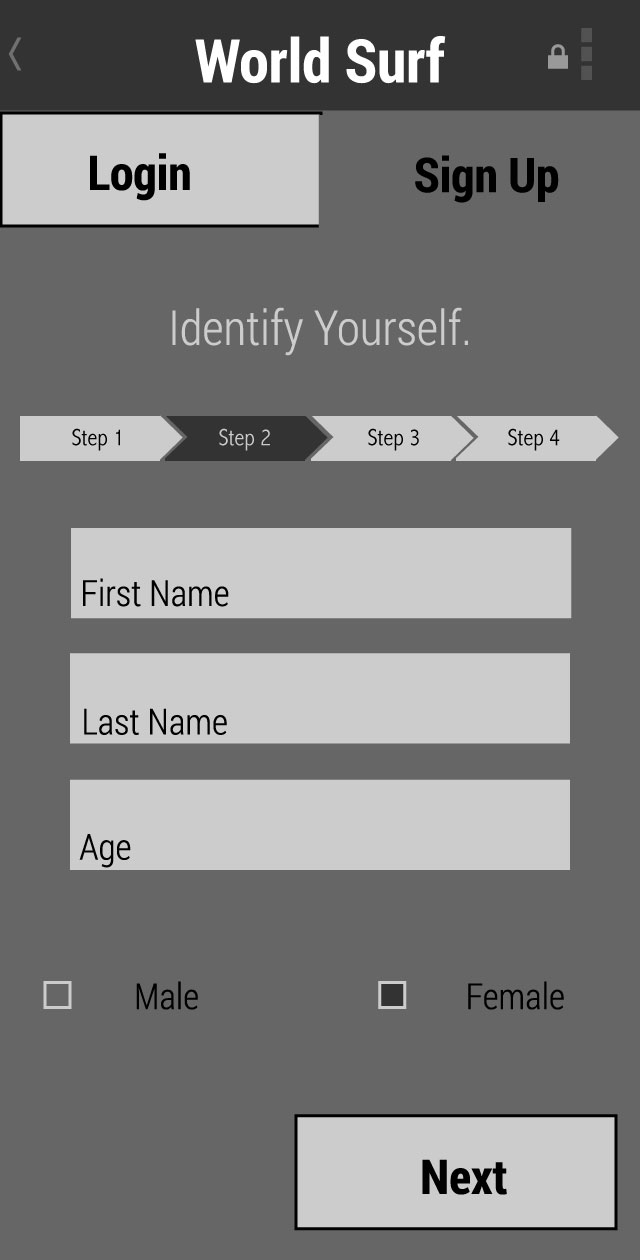 World Surf
Login
Sign Up
Identify Yourself.
Step 1
Step 2
Step 3
Step 4
First Name
Last Name
Age
Male
Female
Next